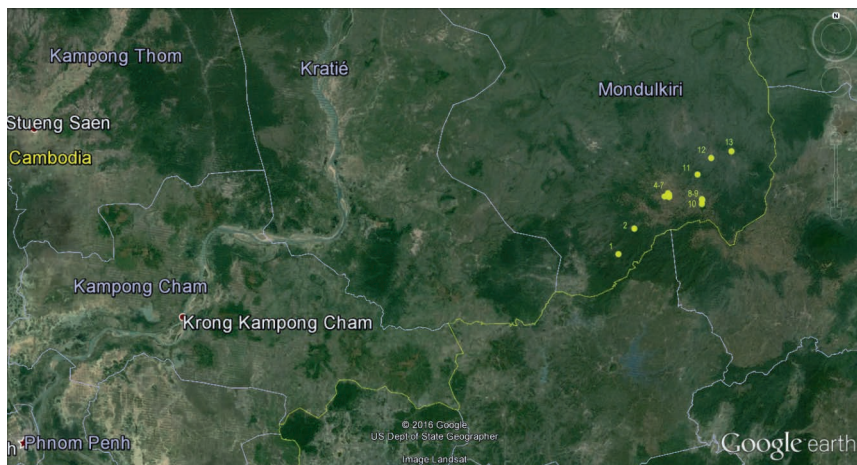 N
Kampong Thom
Kratié
Mondulkiri
Stueng Saen
Cambodia
13
12
11
4-7
8-9
10
2
1
Kampong Cham
Krong Kampong Cham
© 2016 Google
US Dept of State Geographer
Image Landsat
h
Phnom Penh
Google earth